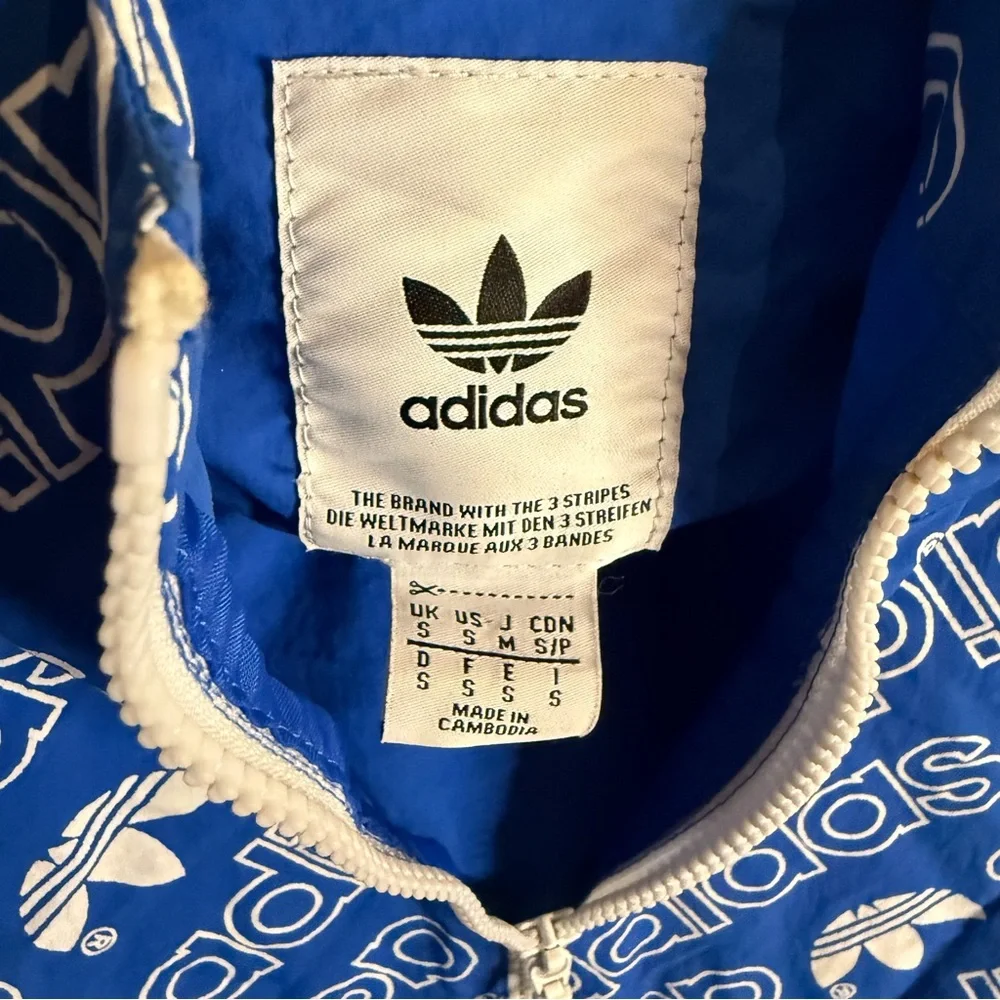 adidas
THE BRAND WITH THE 3 STRIPES
DIE WELTMARKE MIT DEN 3 STREIFEN
LA MARQUE AUX 3 BANDES
UK US J CDN
S S M S/P
D F E I
S S S S
MADE IN
CAMBODIA
adidas
®